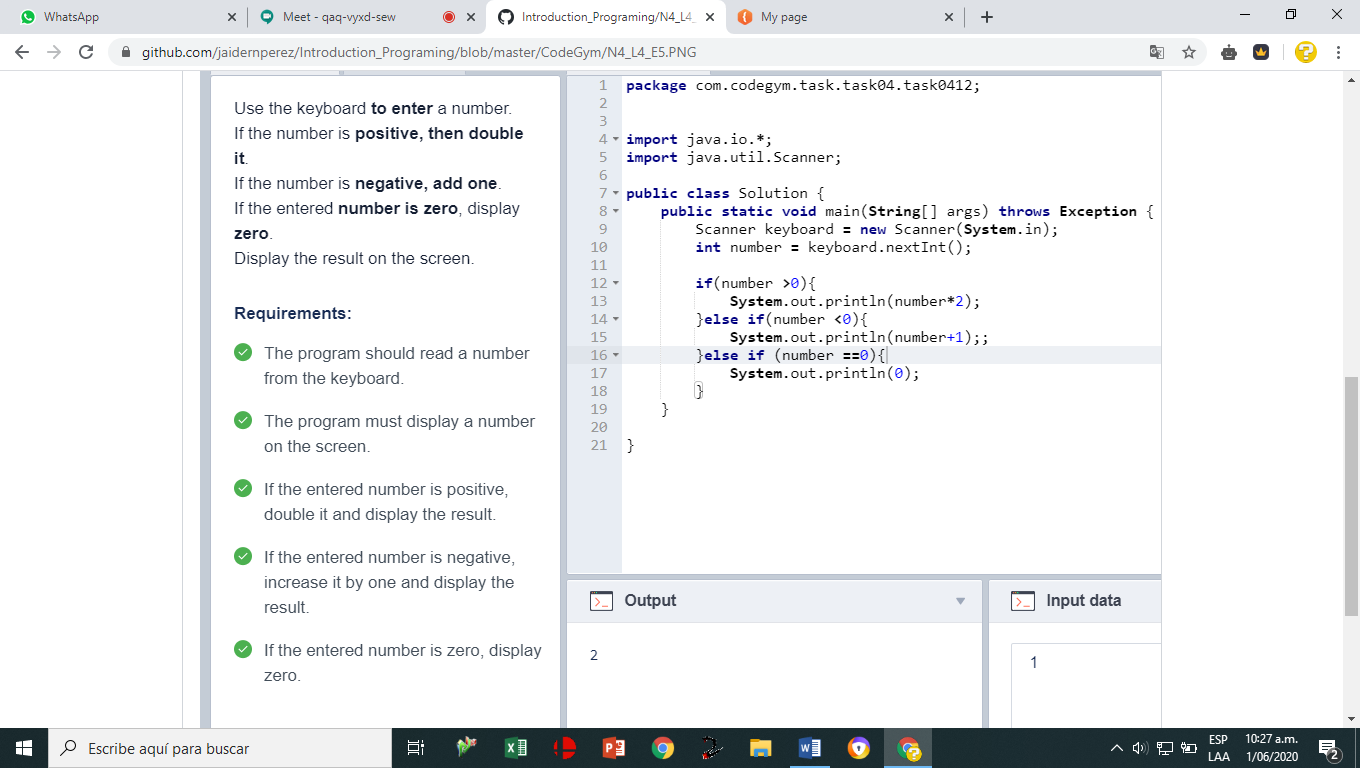 WhatsApp
Meet - qaq-vyxd-sew
Introduction_Programing/N4_L4_
My page
github.com/jaidernperez/Introduction_Programing/blob/master/CodeGym/N4_L4_E5.PNG
Use the keyboard to enter a number.
If the number is positive, then double
it.
If the number is negative, add one.
If the entered number is zero, display
zero.
Display the result on the screen.
Requirements:
The program should read a number
from the keyboard.
The program must display a number
on the screen.
If the entered number is positive,
double it and display the result.
If the entered number is negative,
increase it by one and display the
result.
If the entered number is zero, display
zero.
1 package com.codegym.task.task04.task0412;
2
3
4 import java.io.*;
5 import java.util.Scanner;
6
7 public class Solution {
8 public static void main(String[] args) throws Exception {
9 Scanner keyboard = new Scanner(System.in);
10 int number = keyboard.nextInt();
11
12 if(number >0){
13 System.out.println(number*2);
14 }else if(number <0){
15 System.out.println(number+1);;
16 }else if (number ==0){
17 System.out.println(0);
18 }
19 }
20
21 }
Output
2
Input data
1
Escribe aquí para buscar
ESP
LAA
10:27 a.m.
1/06/2020
2